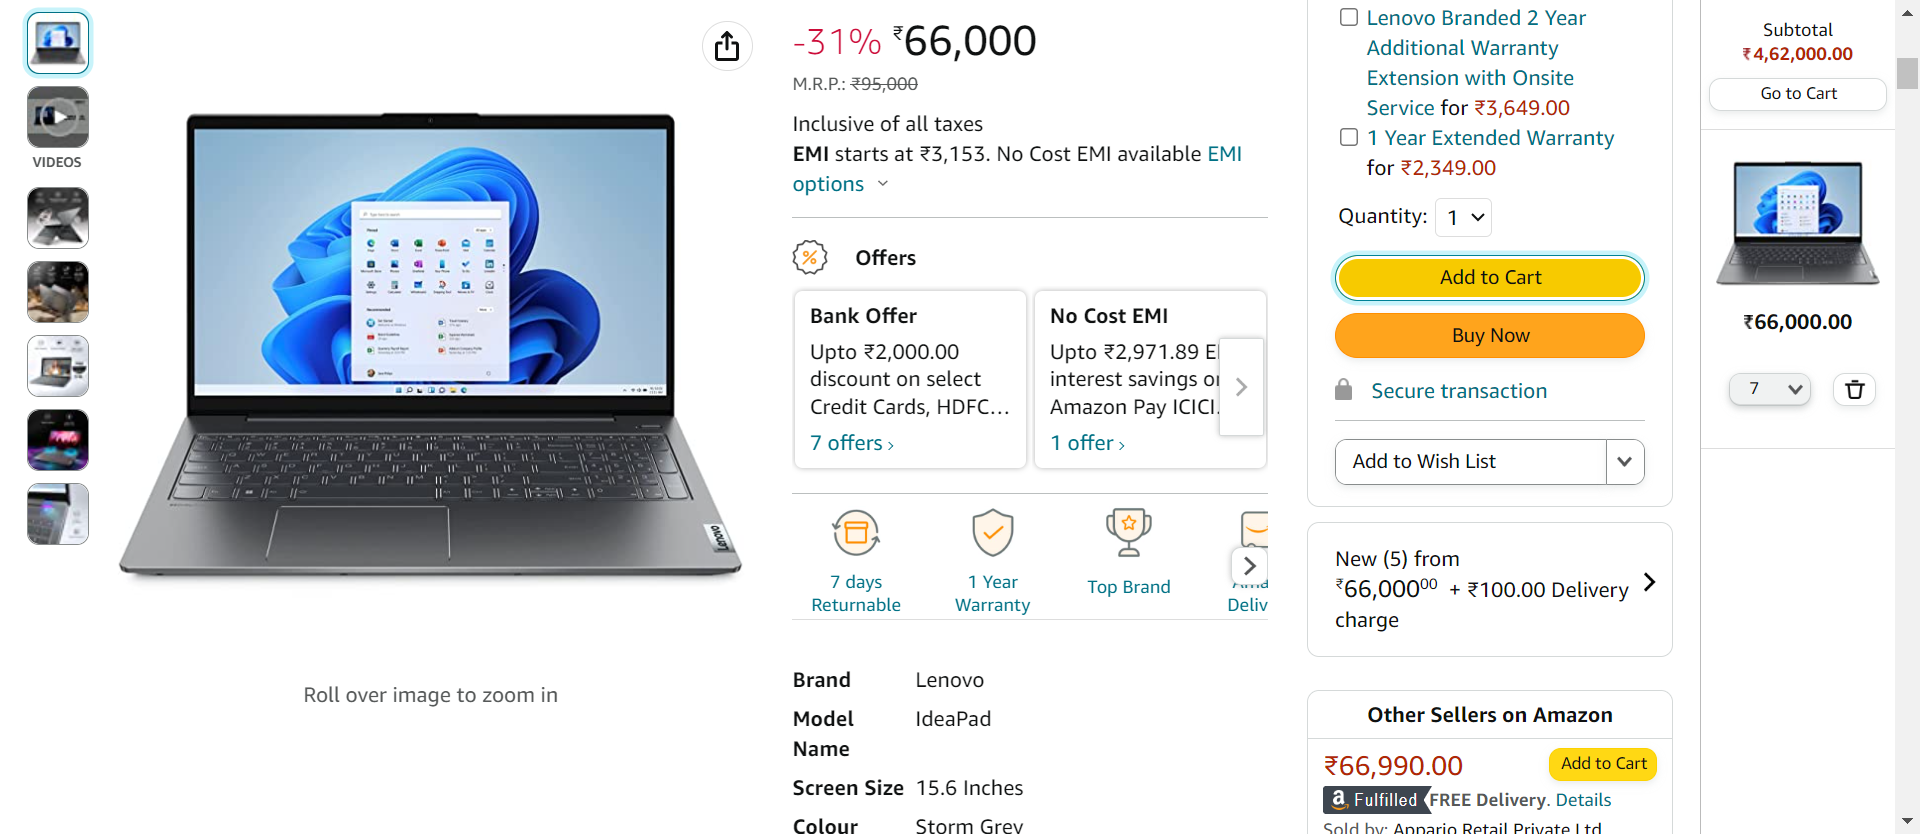 VIDEOS
Lenovo
Roll over image to zoom in
-31% ₹66,000
M.R.P.: ₹95,000
Inclusive of all taxes
EMI starts at ₹3,153. No Cost EMI available EMI
options
Offers
Bank Offer
Upto ₹2,000.00
discount on select
Credit Cards, HDFC...
7 offers ›
No Cost EMI
Upto ₹2,971.89 E
interest savings o
Amazon Pay ICICI
1 offer ›
7 days
Returnable
1 Year
Warranty
Top Brand
Deliv
Brand Lenovo
Model IdeaPad
Name
Screen Size 15.6 Inches
Colour Storm Grey
Lenovo Branded 2 Year
Additional Warranty
Extension with Onsite
Service for ₹3,649.00
1 Year Extended Warranty
for ₹2,349.00
Quantity: 1
Add to Cart
Buy Now
Secure transaction
Add to Wish List
New (5) from
₹66,000⁰⁰ + ₹100.00 Delivery
charge
Other Sellers on Amazon
₹66,990.00 Add to Cart
a Fulfilled FREE Delivery. Details
Sold by: Appario Retail Private Ltd
Subtotal
₹4,62,000.00
Go to Cart
₹66,000.00
7